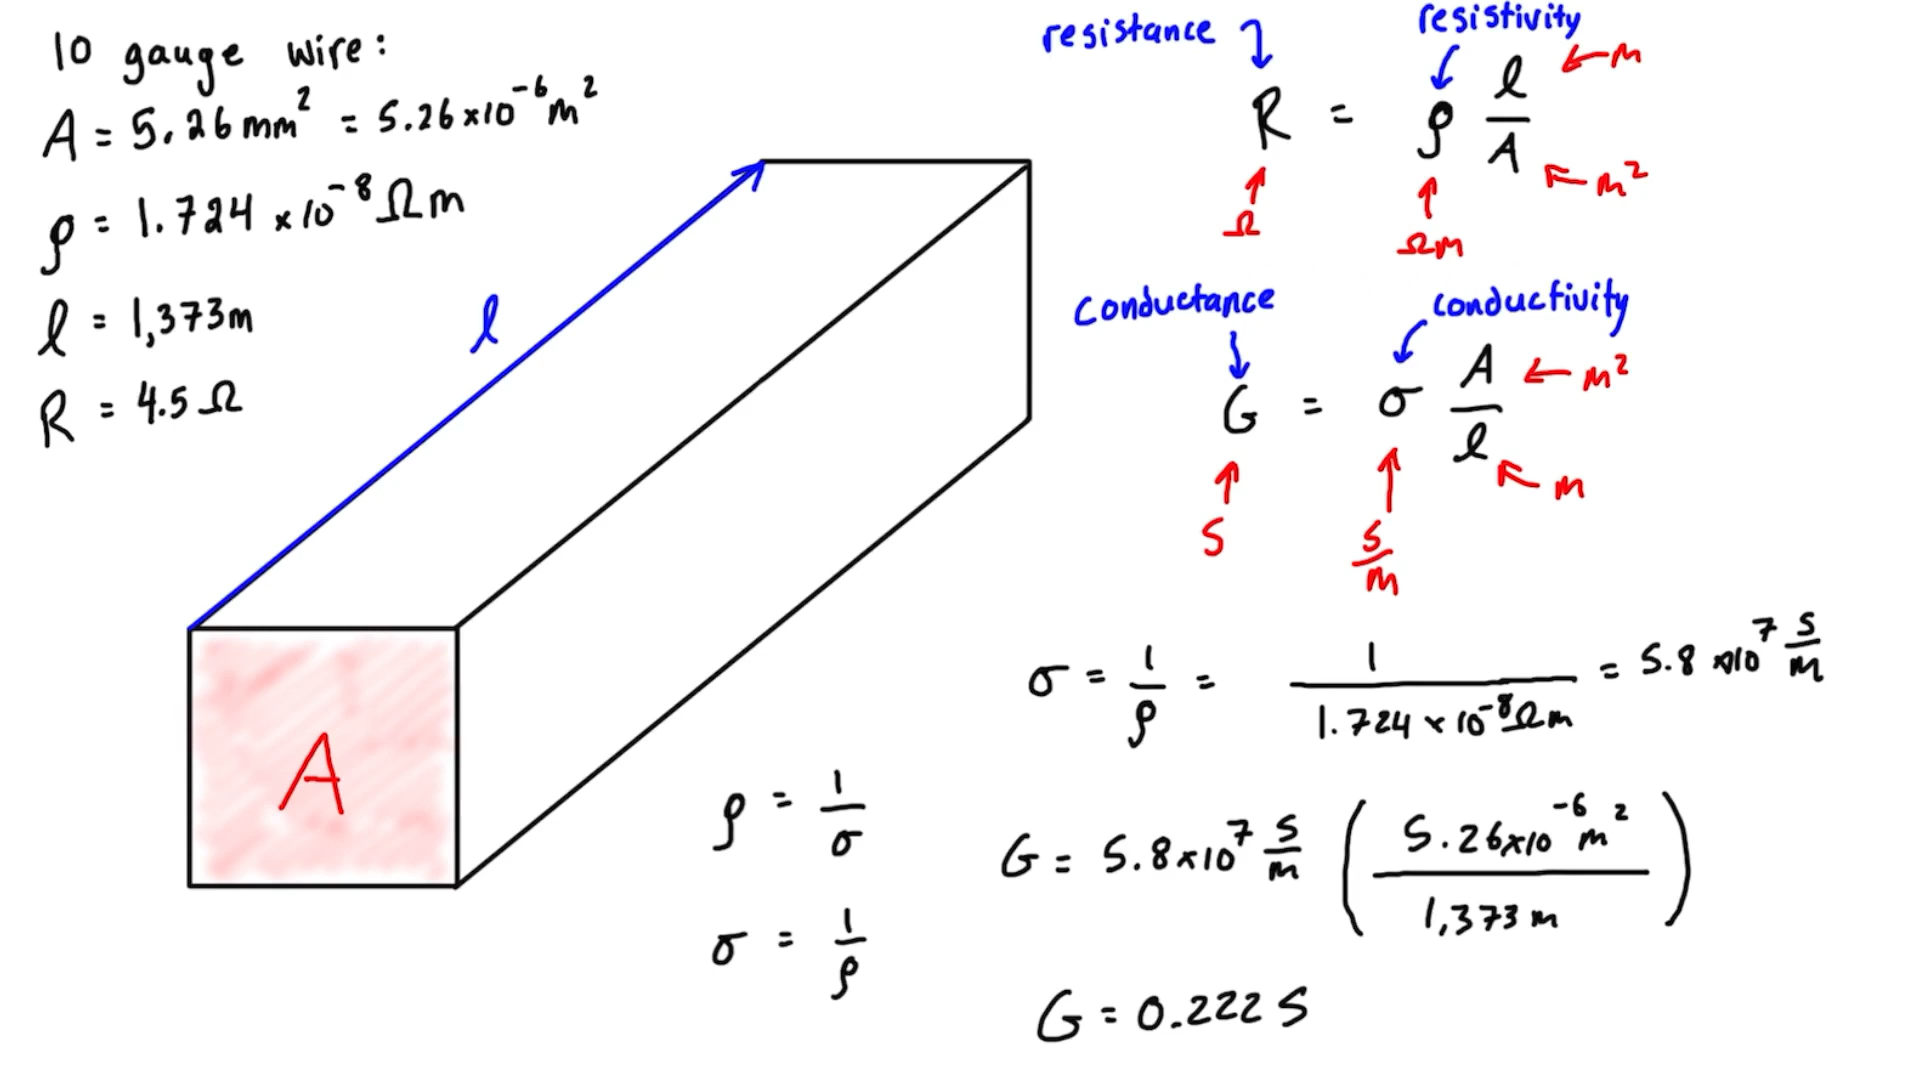 10 gauge wire:
A = 5.26 mm² = 5.26×10⁻⁶ m²
ρ = 1.724 ×10⁻⁸ Ω m
l = 1,373 m
R = 4.5 Ω
l
A
resistance
resistivity
R = ρ l/A
← m
← m²
Ω
Ωm
Conductance
conductivity
G = σ A/l
← m²
← m
S
S/m
ρ = 1/σ
σ = 1/ρ
σ = 1/ρ = 1/(1.724 × 10⁻⁸ Ωm) = 5.8 ×10⁷ S/m
G = 5.8×10⁷ S/m (5.26×10⁻⁶ m² / 1,373 m)
G = 0.222 S